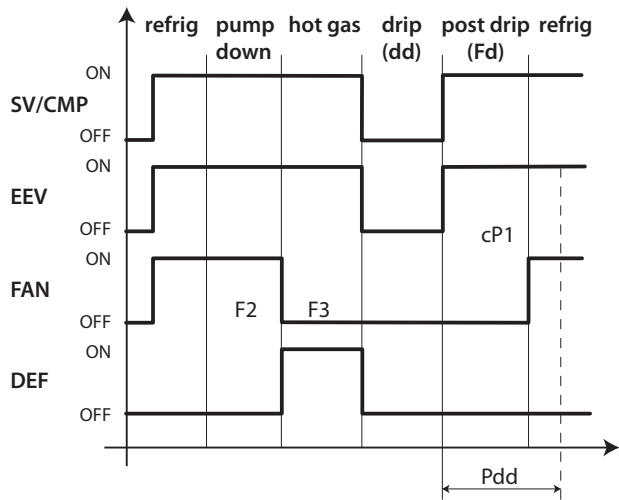 refrig pump hot gas drip post drip refrig
down (dd) (Fd)
ON
SV/CMP
OFF
ON
EEV
OFF
cP1
ON
FAN
F2 F3
OFF
ON
DEF
OFF
Pdd